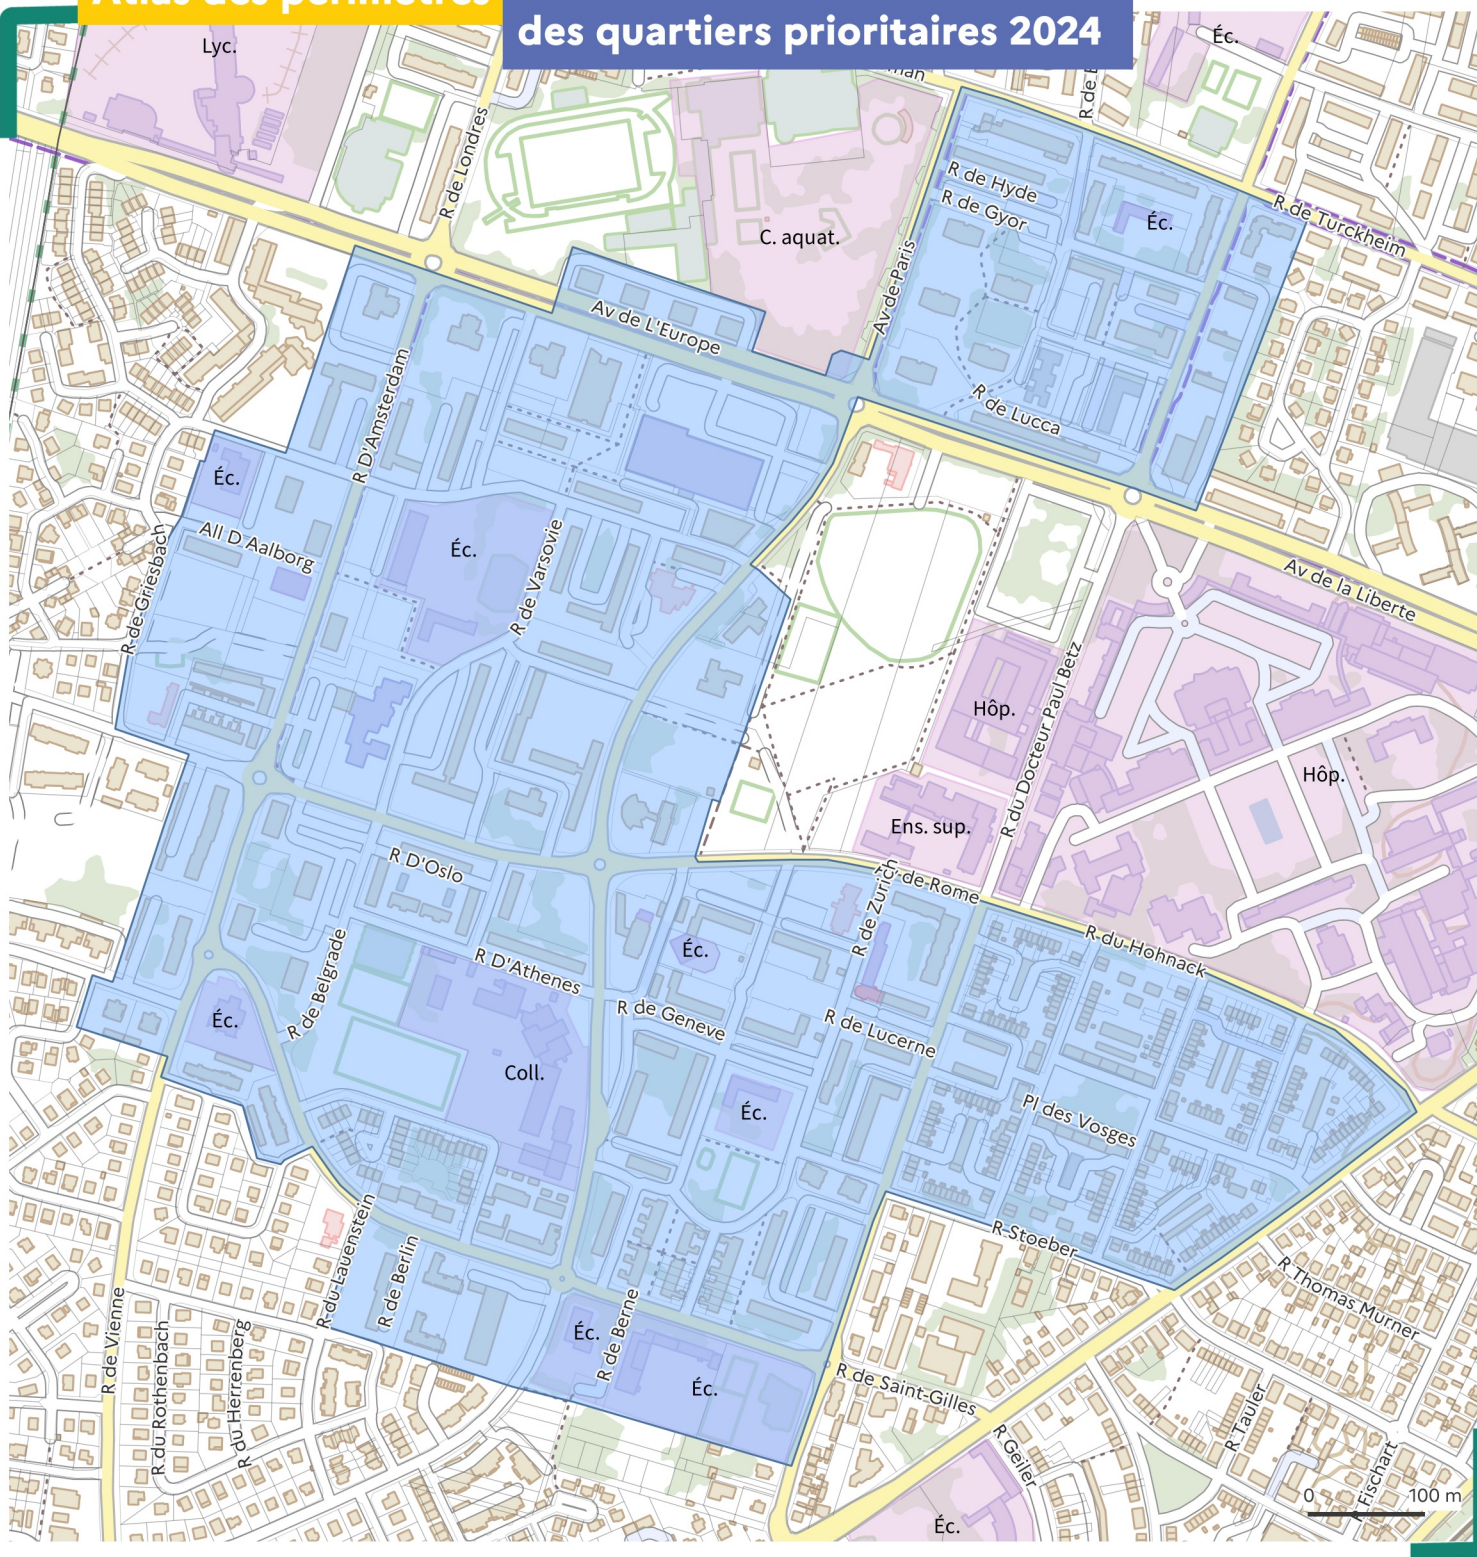 Atlas des périmètres
des quartiers prioritaires 2024
Lyc.
Éc.
R de Londres
R de Hyde
R de Gyor
Éc.
R de Turckheim
C. aquat.
Av de Paris
Av de L'Europe
R D'Amsterdam
R de Lucca
Éc.
All D Aalborg
Éc.
R de Varsovie
R de Griesbach
Av de la Liberte
Hôp.
R du Docteur Paul Betz
Hôp.
Ens. sup.
R D'Oslo
R de Zurich
de Rome
R du Hohnack
R de Belgrade
R D'Athenes
Éc.
R de Geneve
R de Lucerne
Éc.
Coll.
Éc.
Pl des Vosges
R Stoeber
R du Lauenstein
R de Berlin
R de Berne
R Thomas Murner
R de Vienne
R du Rothenbach
R du Herrenberg
Éc.
Éc.
R de Saint-Gilles
R Geiler
R Tauler
R Fischart
Éc.
0 100 m